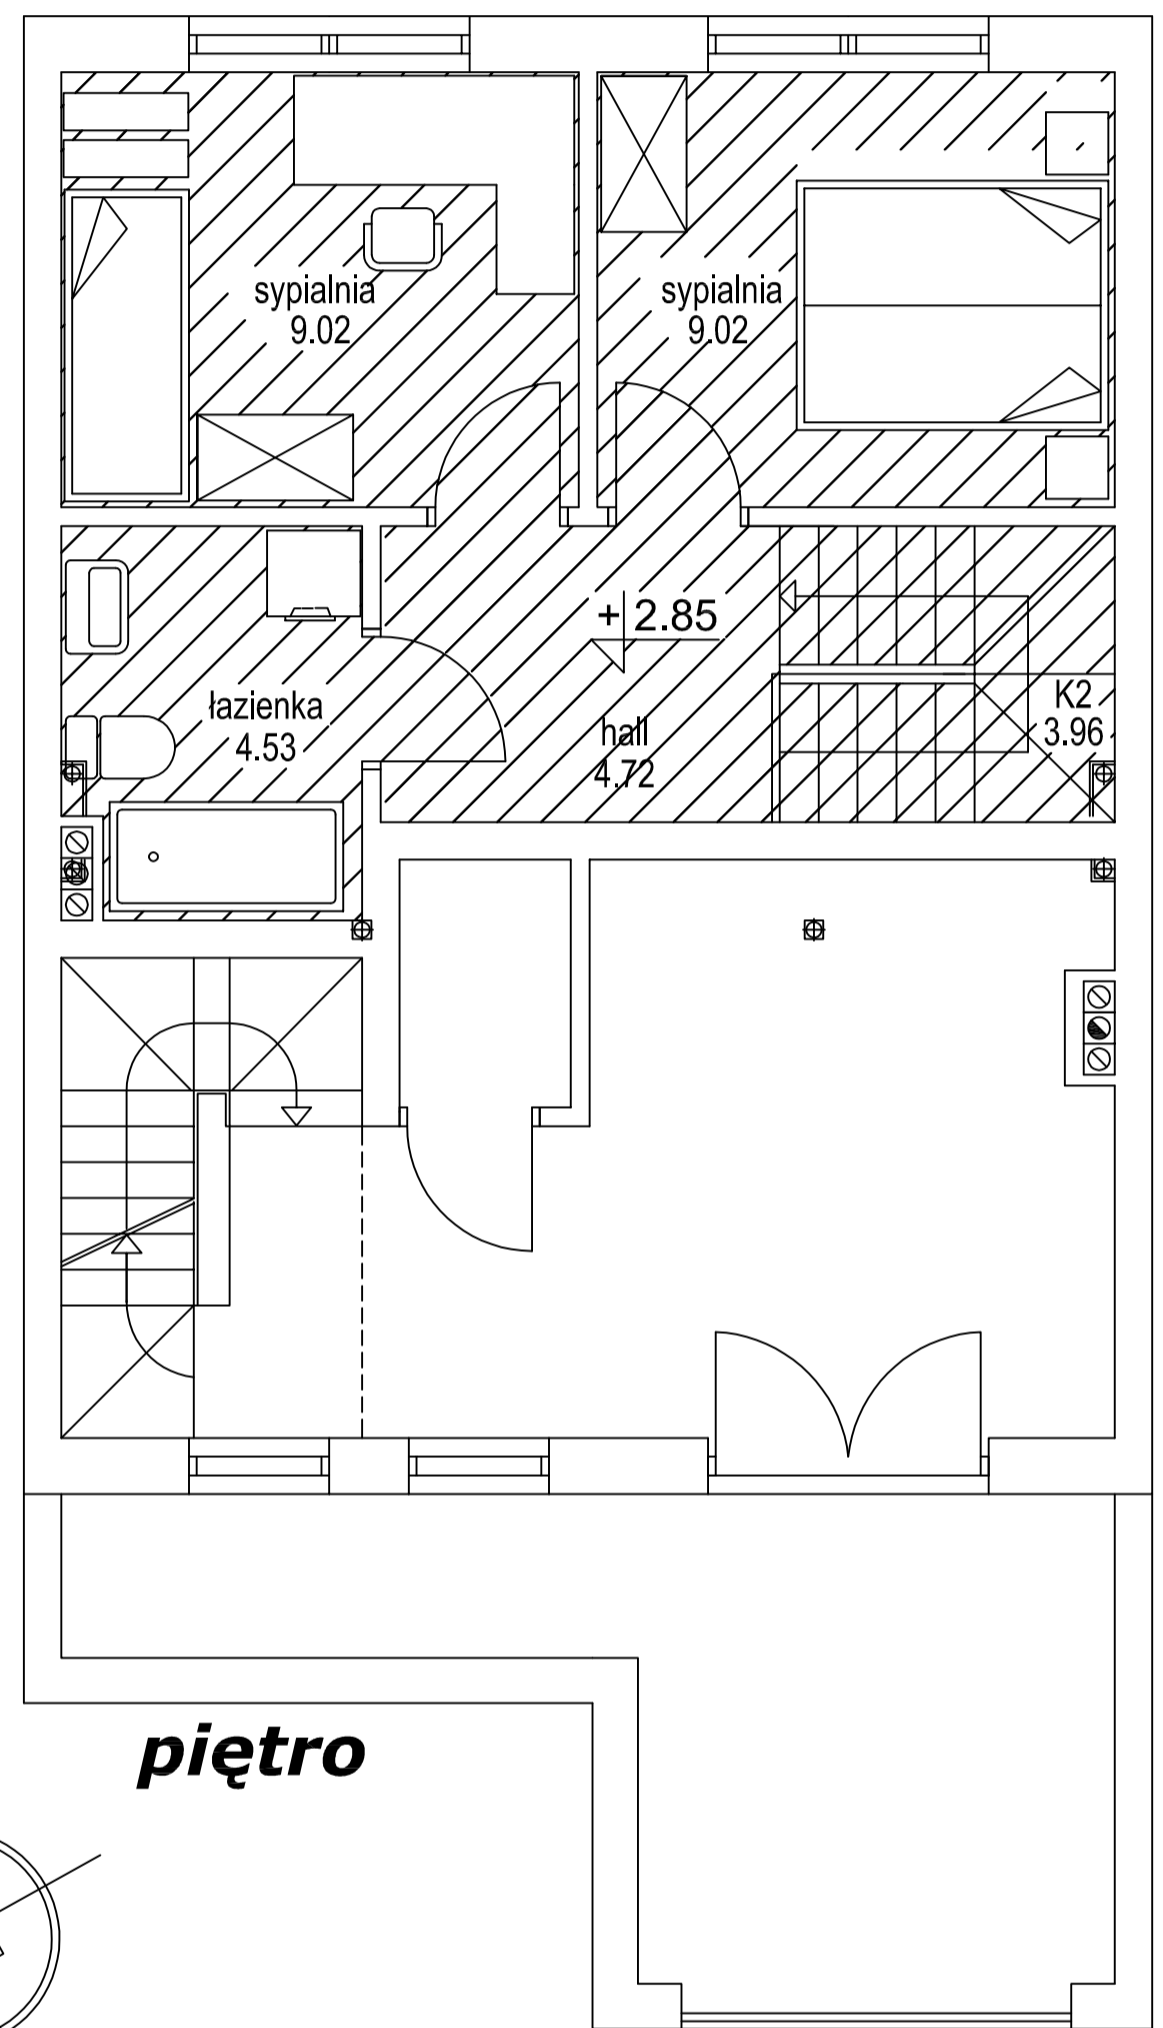 sypialnia
9.02
sypialnia
9.02
+ 2.85
łazienka
4.53
hall
4.72
K2
3.96
piętro